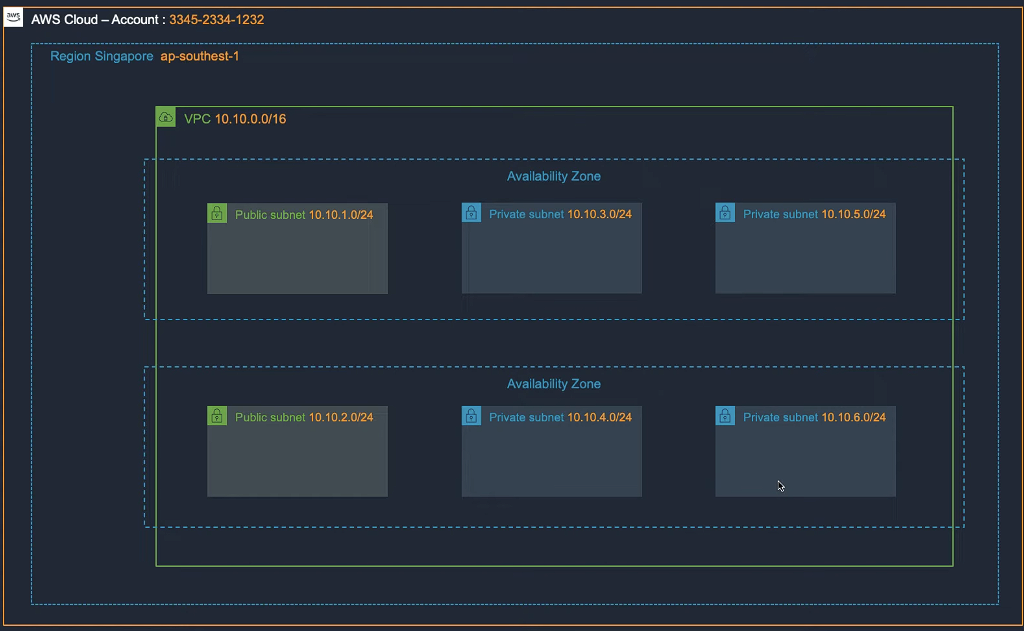 aws
AWS Cloud – Account : 3345-2334-1232
Region Singapore ap-southest-1
VPC 10.10.0.0/16
Availability Zone
Public subnet 10.10.1.0/24
Private subnet 10.10.3.0/24
Private subnet 10.10.5.0/24
Availability Zone
Public subnet 10.10.2.0/24
Private subnet 10.10.4.0/24
Private subnet 10.10.6.0/24